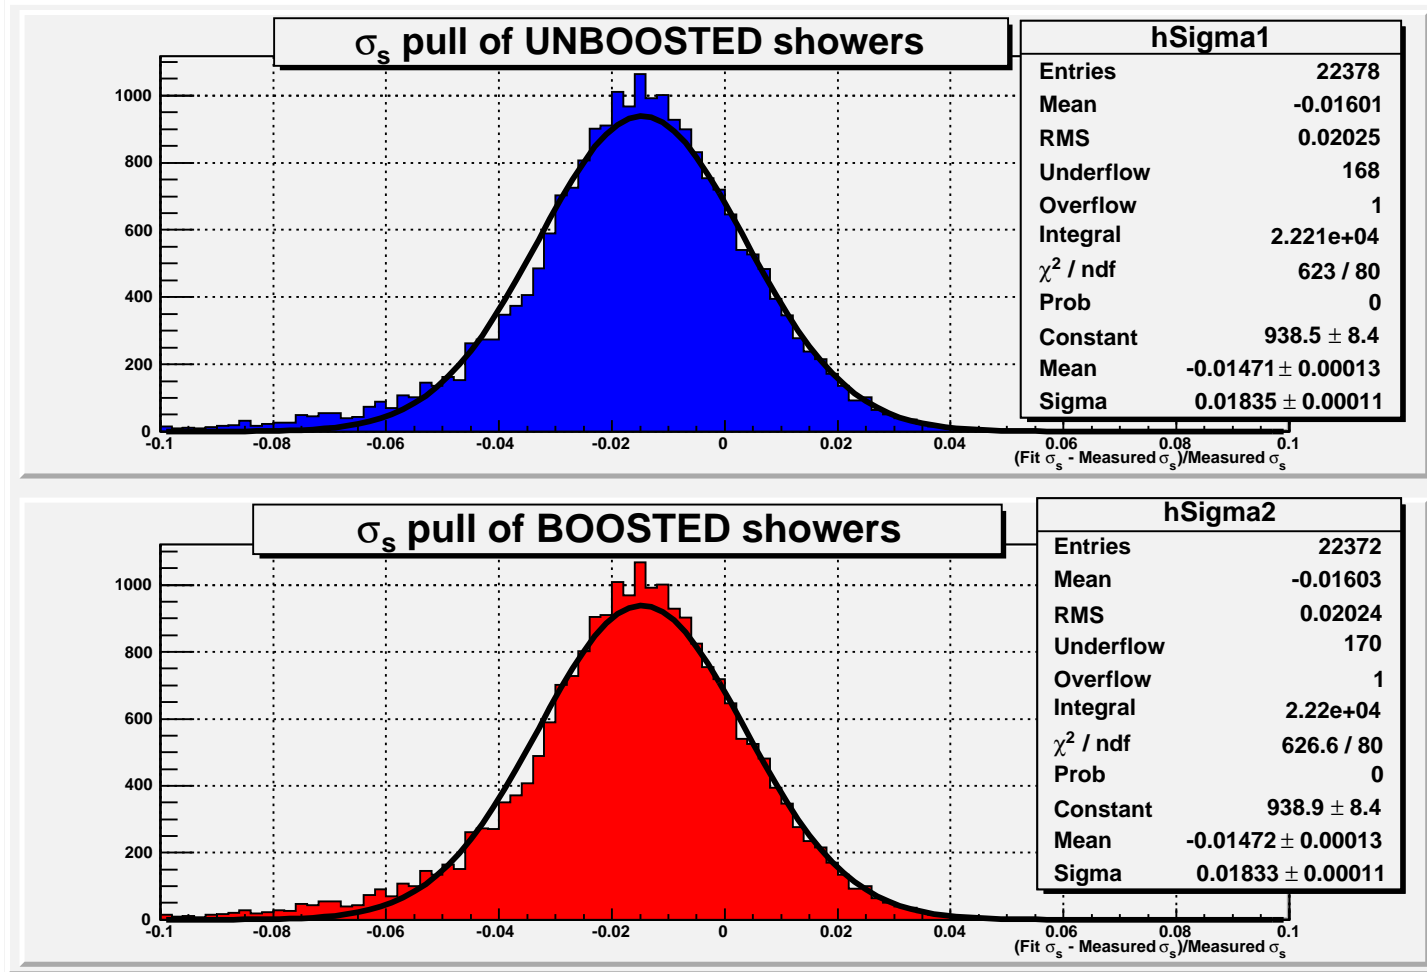 σs pull of UNBOOSTED showers
hSigma1
Entries 22378
Mean -0.01601
RMS 0.02025
Underflow 168
Overflow 1
Integral 2.221e+04
χ² / ndf 623 / 80
Prob 0
Constant 938.5 ± 8.4
Mean -0.01471 ± 0.00013
Sigma 0.01835 ± 0.00011
1000
800
600
400
200
0
-0.1 -0.08 -0.06 -0.04 -0.02 0 0.02 0.04 0.06 0.08 0.1
(Fit σs - Measured σs)/Measured σs
σs pull of BOOSTED showers
hSigma2
Entries 22372
Mean -0.01603
RMS 0.02024
Underflow 170
Overflow 1
Integral 2.22e+04
χ² / ndf 626.6 / 80
Prob 0
Constant 938.9 ± 8.4
Mean -0.01472 ± 0.00013
Sigma 0.01833 ± 0.00011
1000
800
600
400
200
0
-0.1 -0.08 -0.06 -0.04 -0.02 0 0.02 0.04 0.06 0.08 0.1
(Fit σs - Measured σs)/Measured σs